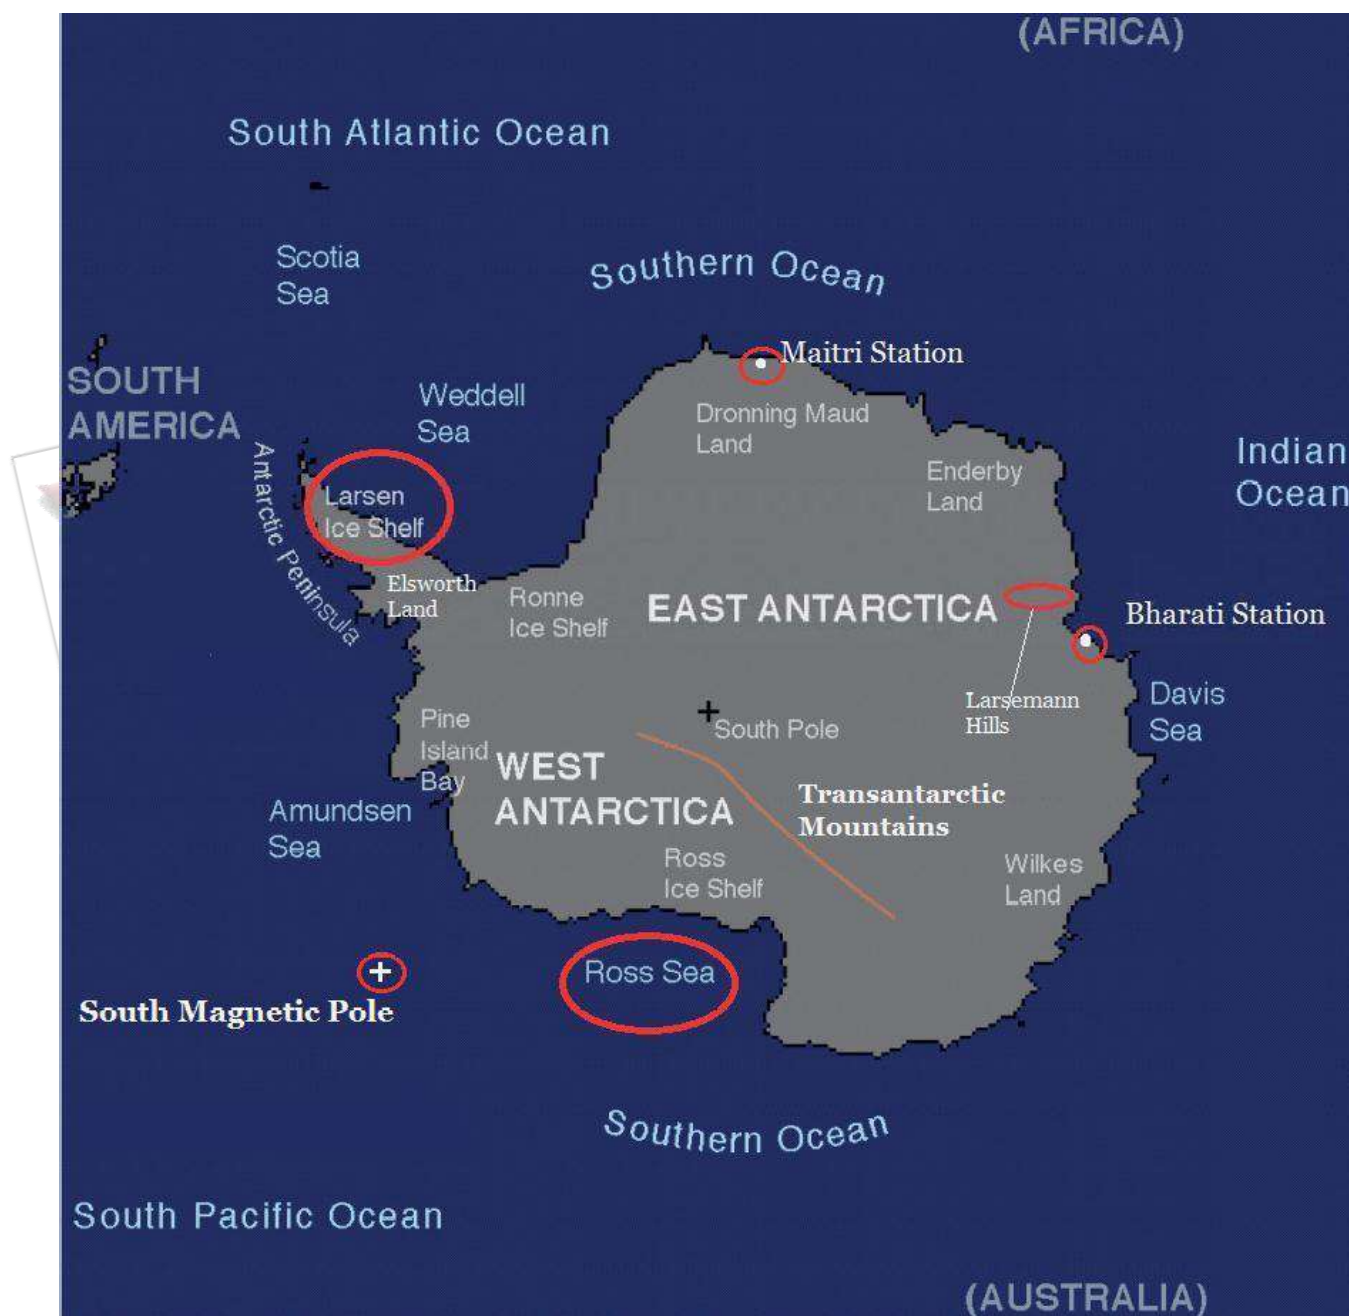 (AFRICA)
South Atlantic Ocean
Scotia
Sea
Southern Ocean
Maitri Station
SOUTH
AMERICA
Weddell
Sea
Dronning Maud
Land
Enderby
Land
Indian
Ocean
Antarctic Peninsula
Larsen
Ice Shelf
Elsworth
Land
Ronne
Ice Shelf
EAST ANTARCTICA
Bharati Station
Larsemann
Hills
Davis
Sea
South Pole
Pine
Island
Bay
WEST
ANTARCTICA
Transantarctic
Mountains
Amundsen
Sea
Ross
Ice Shelf
Wilkes
Land
Ross Sea
South Magnetic Pole
Southern Ocean
South Pacific Ocean
(AUSTRALIA)